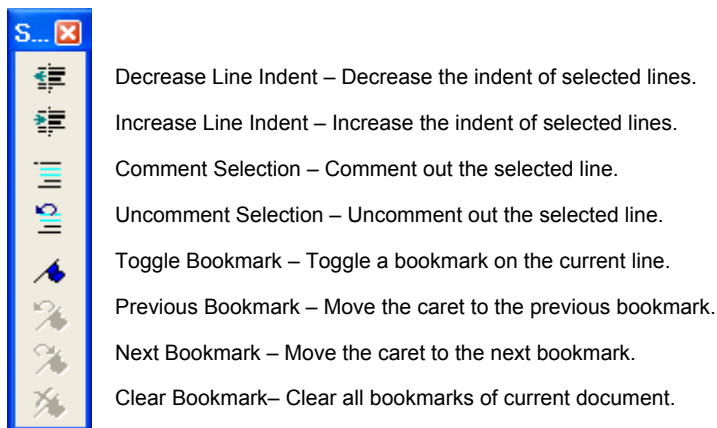 S...
Decrease Line Indent – Decrease the indent of selected lines.
Increase Line Indent – Increase the indent of selected lines.
Comment Selection – Comment out the selected line.
Uncomment Selection – Uncomment out the selected line.
Toggle Bookmark – Toggle a bookmark on the current line.
Previous Bookmark – Move the caret to the previous bookmark.
Next Bookmark – Move the caret to the next bookmark.
Clear Bookmark– Clear all bookmarks of current document.